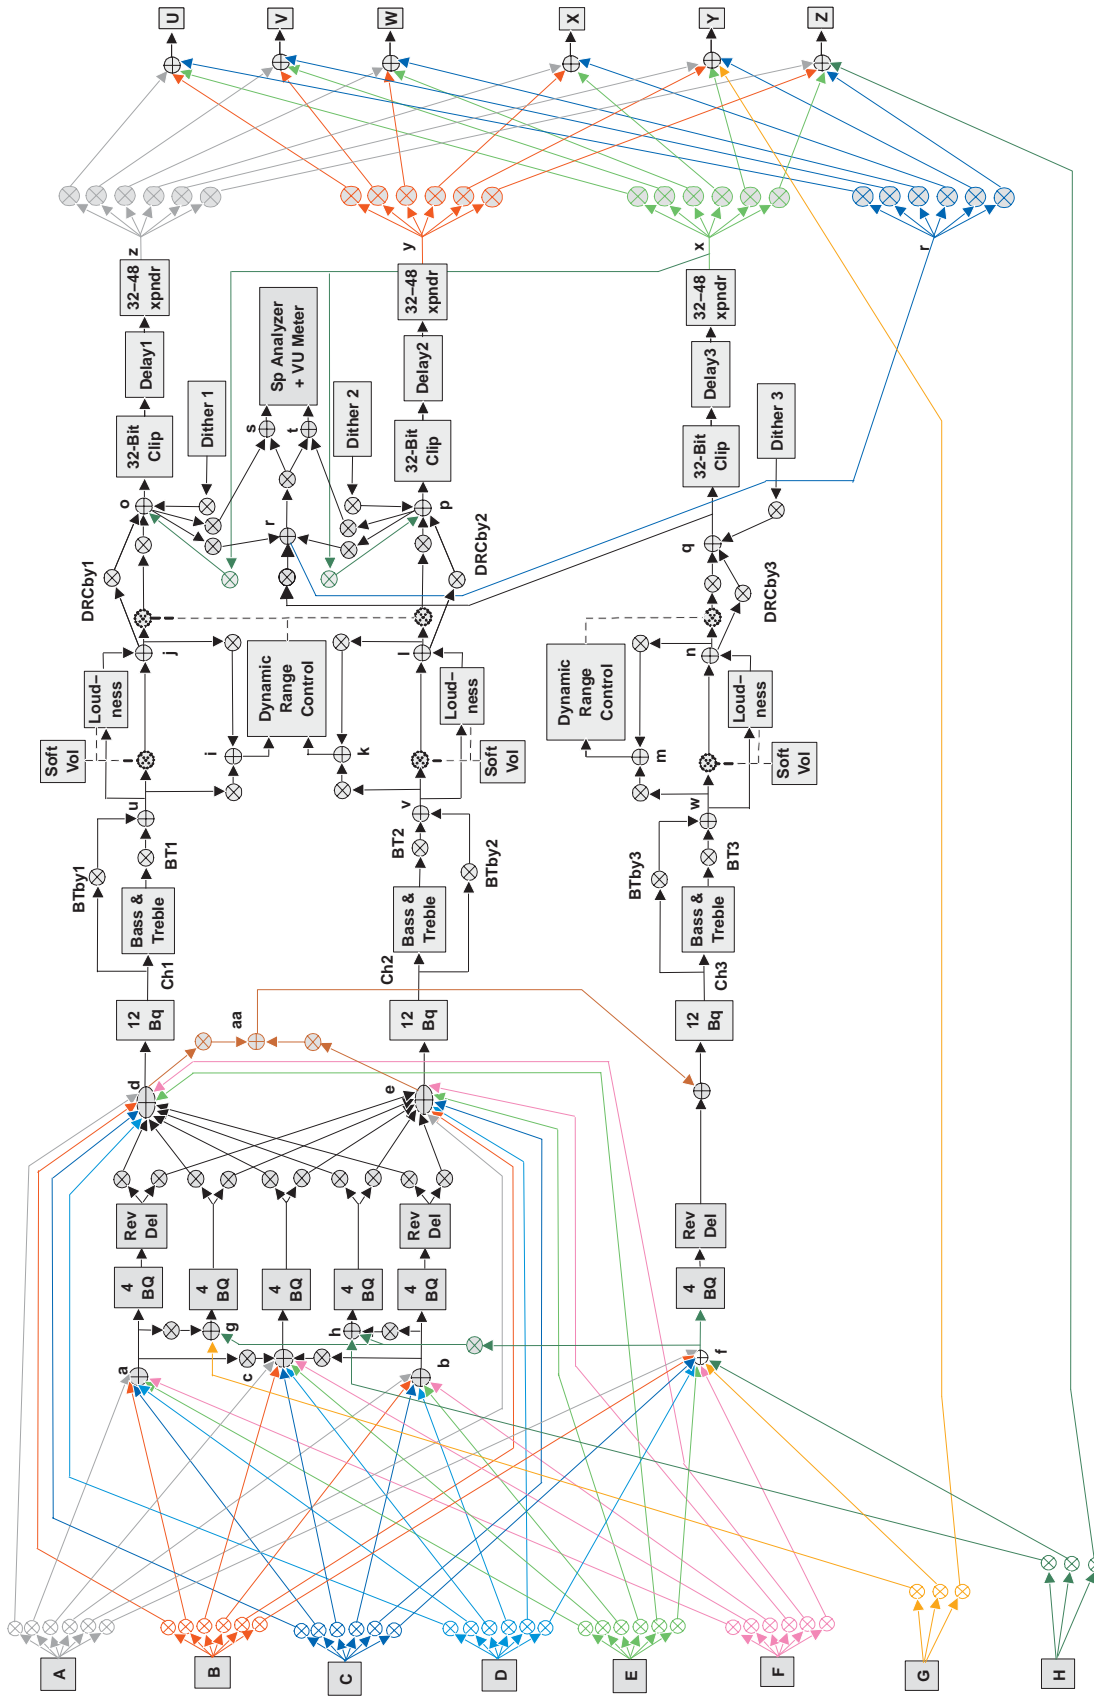 A
B
C
D
E
F
G
H
a
c
b
g
h
f
4
BQ
4
BQ
4
BQ
4
BQ
4
BQ
4
BQ
Rev
Del
Rev
Del
Rev
Del
d
e
aa
12
Bq
12
Bq
12
Bq
Ch1
Ch2
Ch3
Bass &
Treble
Bass &
Treble
Bass &
Treble
BTby1
BT1
BT2
BTby2
BTby3
BT3
u
v
w
Soft
Vol
Soft
Vol
Soft
Vol
i
k
m
Loud–
ness
Loud–
ness
Loud–
ness
Dynamic
Range
Control
Dynamic
Range
Control
j
l
n
DRCby1
DRCby2
DRCby3
o
r
p
q
s
t
Dither 1
Dither 2
Dither 3
32-Bit
Clip
32-Bit
Clip
32-Bit
Clip
Delay1
Delay2
Delay3
Sp Analyzer
+ VU Meter
32–48
xpndr
32–48
xpndr
32–48
xpndr
z
y
x
r
U
V
W
X
Y
Z